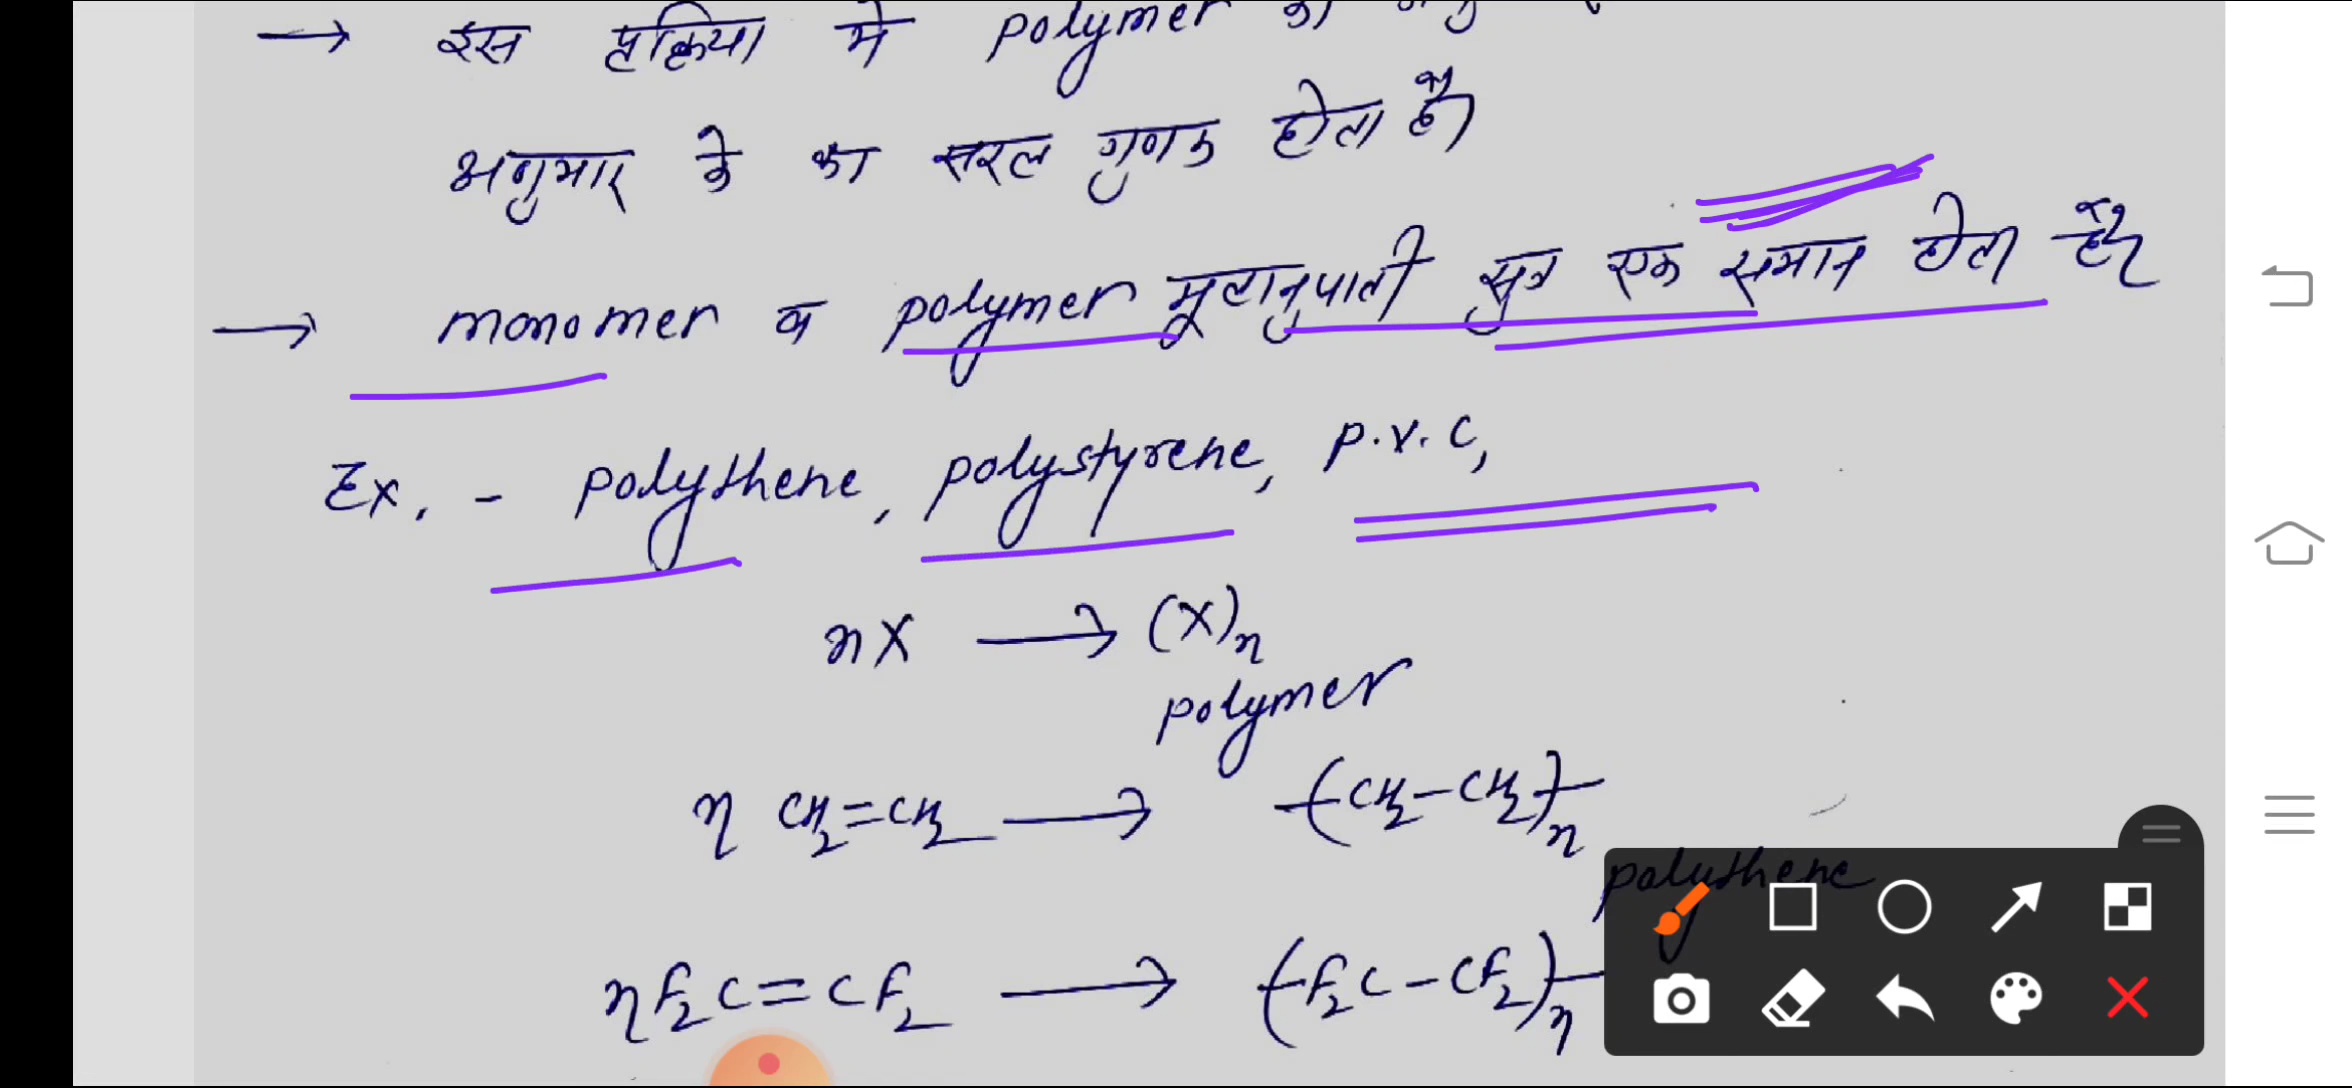 → इस प्रक्रिया में polymer का
अणुभार के का सरल गुणक होता है।
→ monomer व polymer मूलानुपाती सूत्र एक समान होता है।
Ex. - polythene, polystyrene, p.v.c,
nX → (X)n
polymer
n CH2=CH2 → -(CH2-CH2)-n
polythene
nF2C=CF2 → -(F2C-CF2)-n